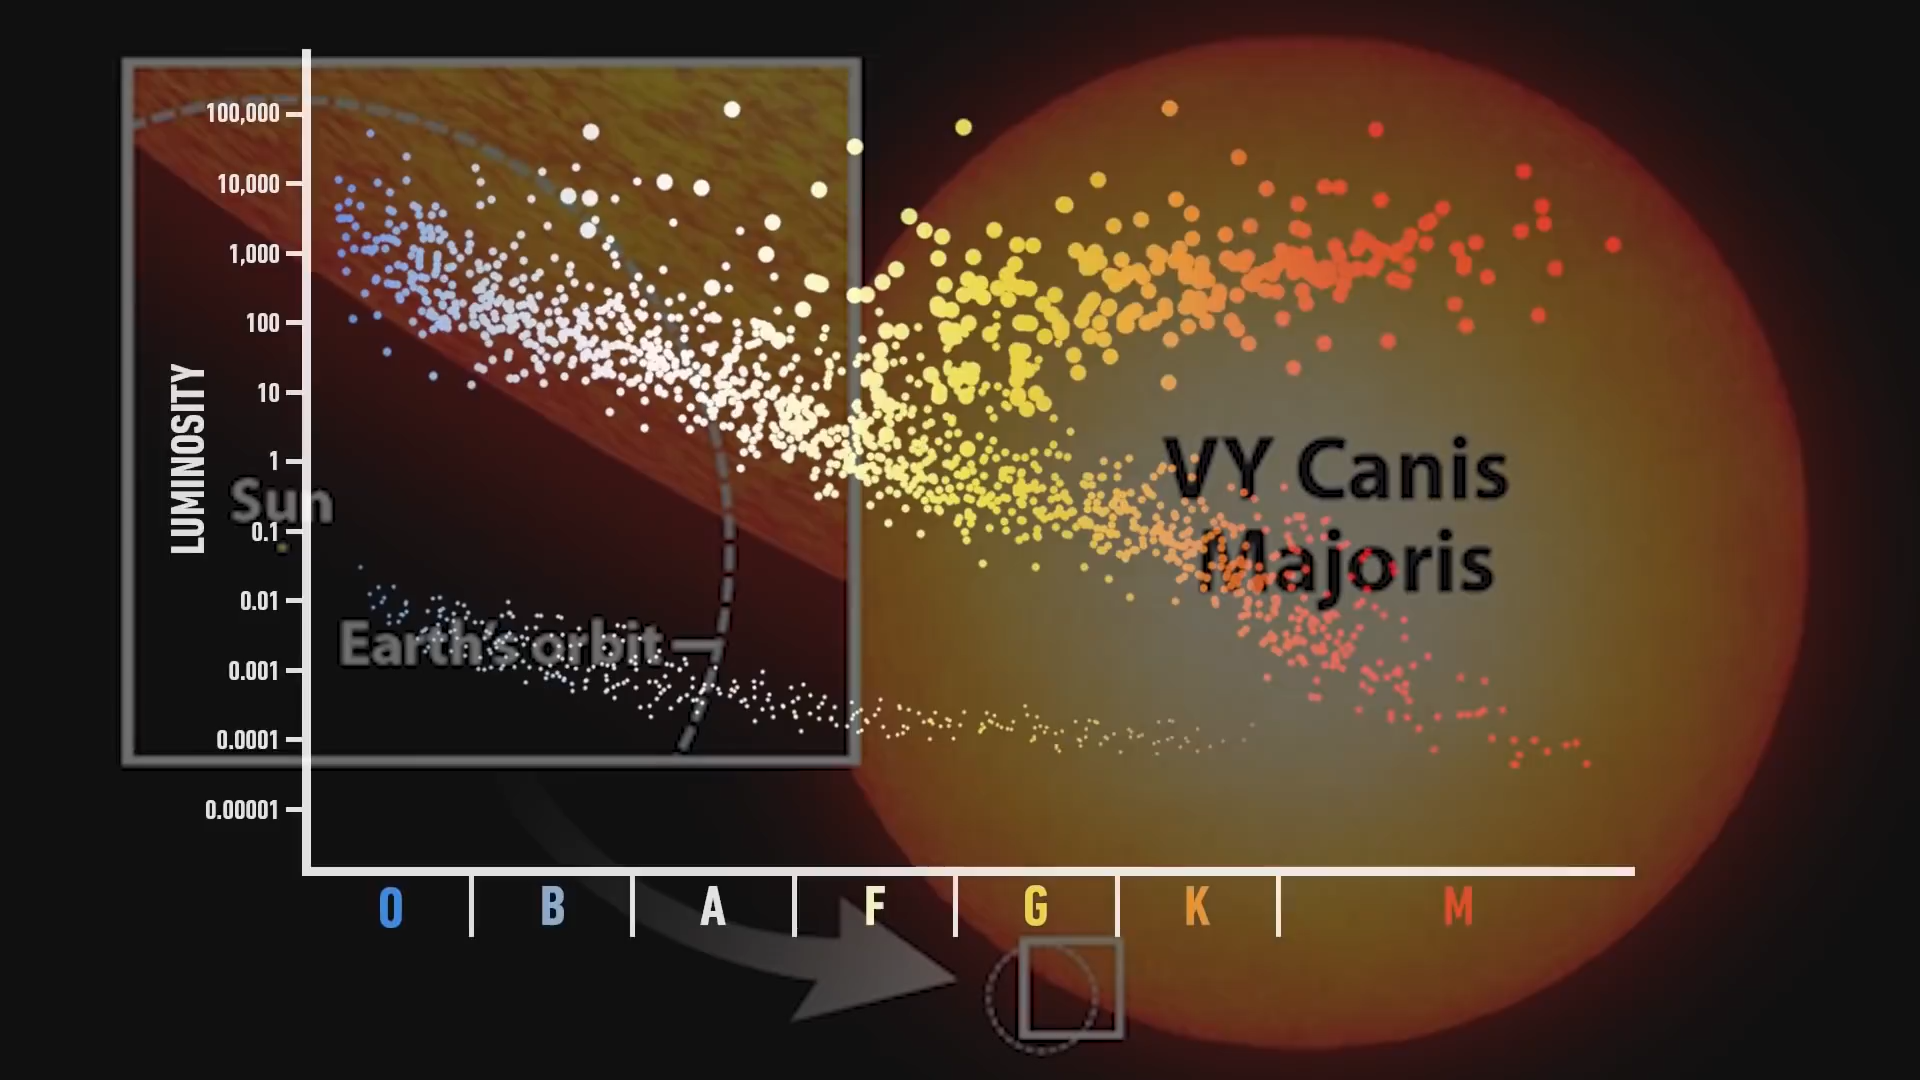 100,000
10,000
1,000
100
10
1
0.1
0.01
0.001
0.0001
0.00001
LUMINOSITY
Sun
Earth's orbit
VY Canis
Majoris
O B A F G K M